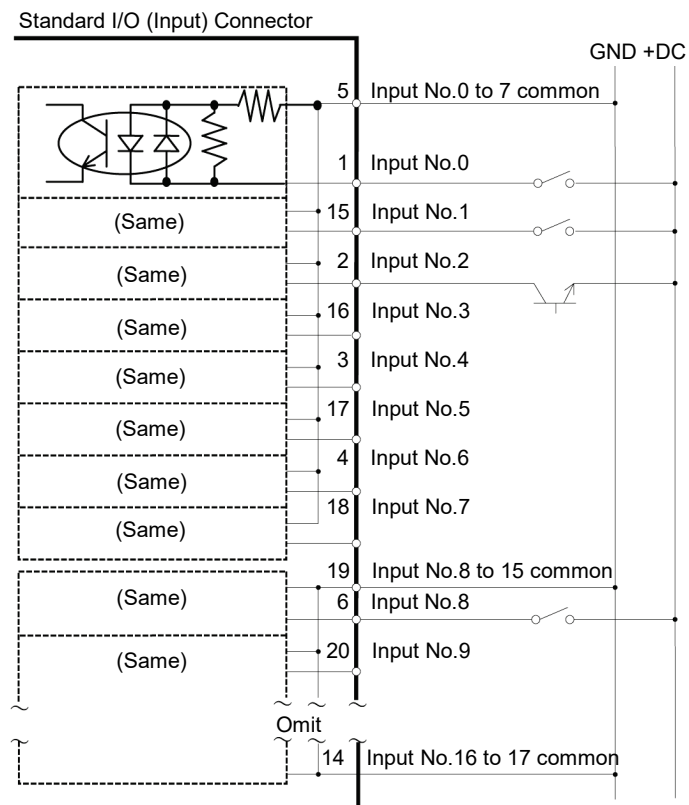 Standard I/O (Input) Connector
GND +DC
5 Input No.0 to 7 common
1 Input No.0
(Same) 15 Input No.1
(Same) 2 Input No.2
(Same) 16 Input No.3
(Same) 3 Input No.4
(Same) 17 Input No.5
(Same) 4 Input No.6
(Same) 18 Input No.7
19 Input No.8 to 15 common
(Same) 6 Input No.8
(Same) 20 Input No.9
Omit
14 Input No.16 to 17 common